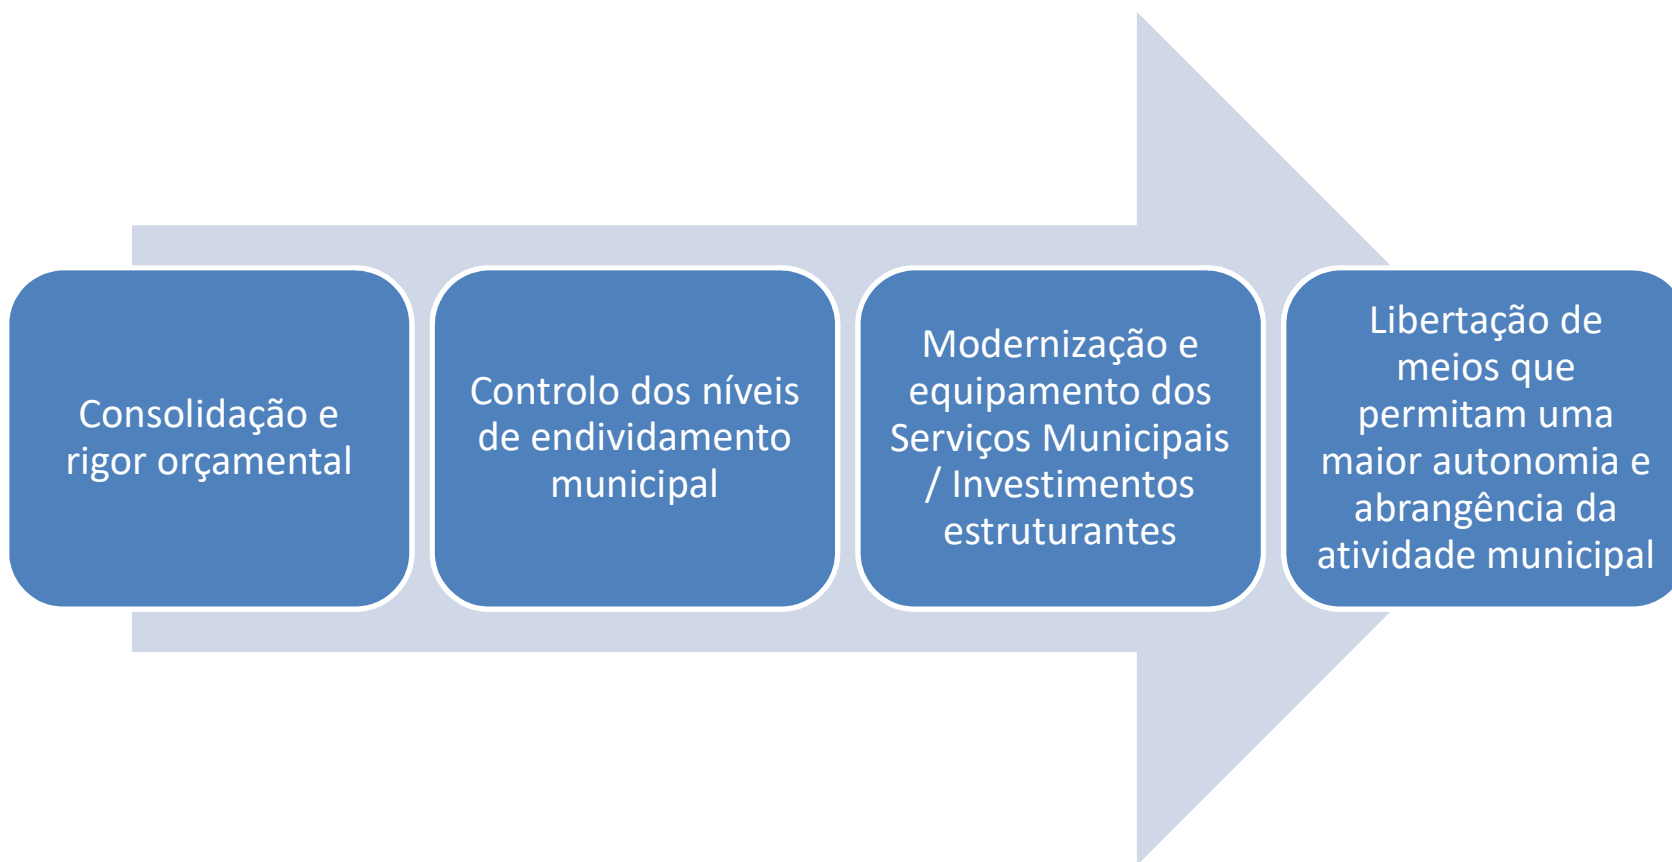 Consolidação e
rigor orçamental
Controlo dos níveis
de endividamento
municipal
Modernização e
equipamento dos
Serviços Municipais
/ Investimentos
estruturantes
Libertação de
meios que
permitam uma
maior autonomia e
abrangência da
atividade municipal